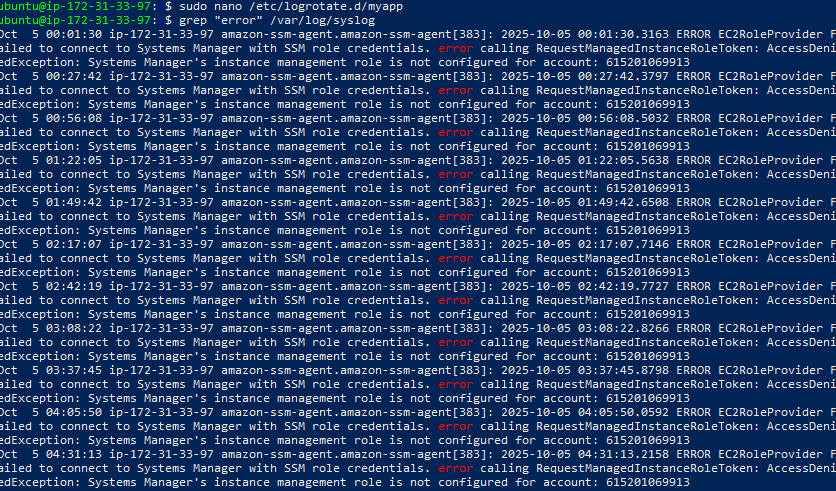 ubuntu@ip-172-31-33-97: $ sudo nano /etc/logrotate.d/myapp
ubuntu@ip-172-31-33-97: $ grep "error" /var/log/syslog
Oct  5 00:01:30 ip-172-31-33-97 amazon-ssm-agent.amazon-ssm-agent[383]: 2025-10-05 00:01:30.3163 ERROR EC2RoleProvider F
ailed to connect to Systems Manager with SSM role credentials. error calling RequestManagedInstanceRoleToken: AccessDeni
edException: Systems Manager's instance management role is not configured for account: 615201069913
Oct  5 00:27:42 ip-172-31-33-97 amazon-ssm-agent.amazon-ssm-agent[383]: 2025-10-05 00:27:42.3797 ERROR EC2RoleProvider F
ailed to connect to Systems Manager with SSM role credentials. error calling RequestManagedInstanceRoleToken: AccessDeni
edException: Systems Manager's instance management role is not configured for account: 615201069913
Oct  5 00:56:08 ip-172-31-33-97 amazon-ssm-agent.amazon-ssm-agent[383]: 2025-10-05 00:56:08.5032 ERROR EC2RoleProvider F
ailed to connect to Systems Manager with SSM role credentials. error calling RequestManagedInstanceRoleToken: AccessDeni
edException: Systems Manager's instance management role is not configured for account: 615201069913
Oct  5 01:22:05 ip-172-31-33-97 amazon-ssm-agent.amazon-ssm-agent[383]: 2025-10-05 01:22:05.5638 ERROR EC2RoleProvider F
ailed to connect to Systems Manager with SSM role credentials. error calling RequestManagedInstanceRoleToken: AccessDeni
edException: Systems Manager's instance management role is not configured for account: 615201069913
Oct  5 01:49:42 ip-172-31-33-97 amazon-ssm-agent.amazon-ssm-agent[383]: 2025-10-05 01:49:42.6508 ERROR EC2RoleProvider F
ailed to connect to Systems Manager with SSM role credentials. error calling RequestManagedInstanceRoleToken: AccessDeni
edException: Systems Manager's instance management role is not configured for account: 615201069913
Oct  5 02:17:07 ip-172-31-33-97 amazon-ssm-agent.amazon-ssm-agent[383]: 2025-10-05 02:17:07.7146 ERROR EC2RoleProvider F
ailed to connect to Systems Manager with SSM role credentials. error calling RequestManagedInstanceRoleToken: AccessDeni
edException: Systems Manager's instance management role is not configured for account: 615201069913
Oct  5 02:42:19 ip-172-31-33-97 amazon-ssm-agent.amazon-ssm-agent[383]: 2025-10-05 02:42:19.7727 ERROR EC2RoleProvider F
ailed to connect to Systems Manager with SSM role credentials. error calling RequestManagedInstanceRoleToken: AccessDeni
edException: Systems Manager's instance management role is not configured for account: 615201069913
Oct  5 03:08:22 ip-172-31-33-97 amazon-ssm-agent.amazon-ssm-agent[383]: 2025-10-05 03:08:22.8266 ERROR EC2RoleProvider F
ailed to connect to Systems Manager with SSM role credentials. error calling RequestManagedInstanceRoleToken: AccessDeni
edException: Systems Manager's instance management role is not configured for account: 615201069913
Oct  5 03:37:45 ip-172-31-33-97 amazon-ssm-agent.amazon-ssm-agent[383]: 2025-10-05 03:37:45.8798 ERROR EC2RoleProvider F
ailed to connect to Systems Manager with SSM role credentials. error calling RequestManagedInstanceRoleToken: AccessDeni
edException: Systems Manager's instance management role is not configured for account: 615201069913
Oct  5 04:05:50 ip-172-31-33-97 amazon-ssm-agent.amazon-ssm-agent[383]: 2025-10-05 04:05:50.0592 ERROR EC2RoleProvider F
ailed to connect to Systems Manager with SSM role credentials. error calling RequestManagedInstanceRoleToken: AccessDeni
edException: Systems Manager's instance management role is not configured for account: 615201069913
Oct  5 04:31:13 ip-172-31-33-97 amazon-ssm-agent.amazon-ssm-agent[383]: 2025-10-05 04:31:13.2158 ERROR EC2RoleProvider F
ailed to connect to Systems Manager with SSM role credentials. error calling RequestManagedInstanceRoleToken: AccessDeni
edException: Systems Manager's instance management role is not configured for account: 615201069913